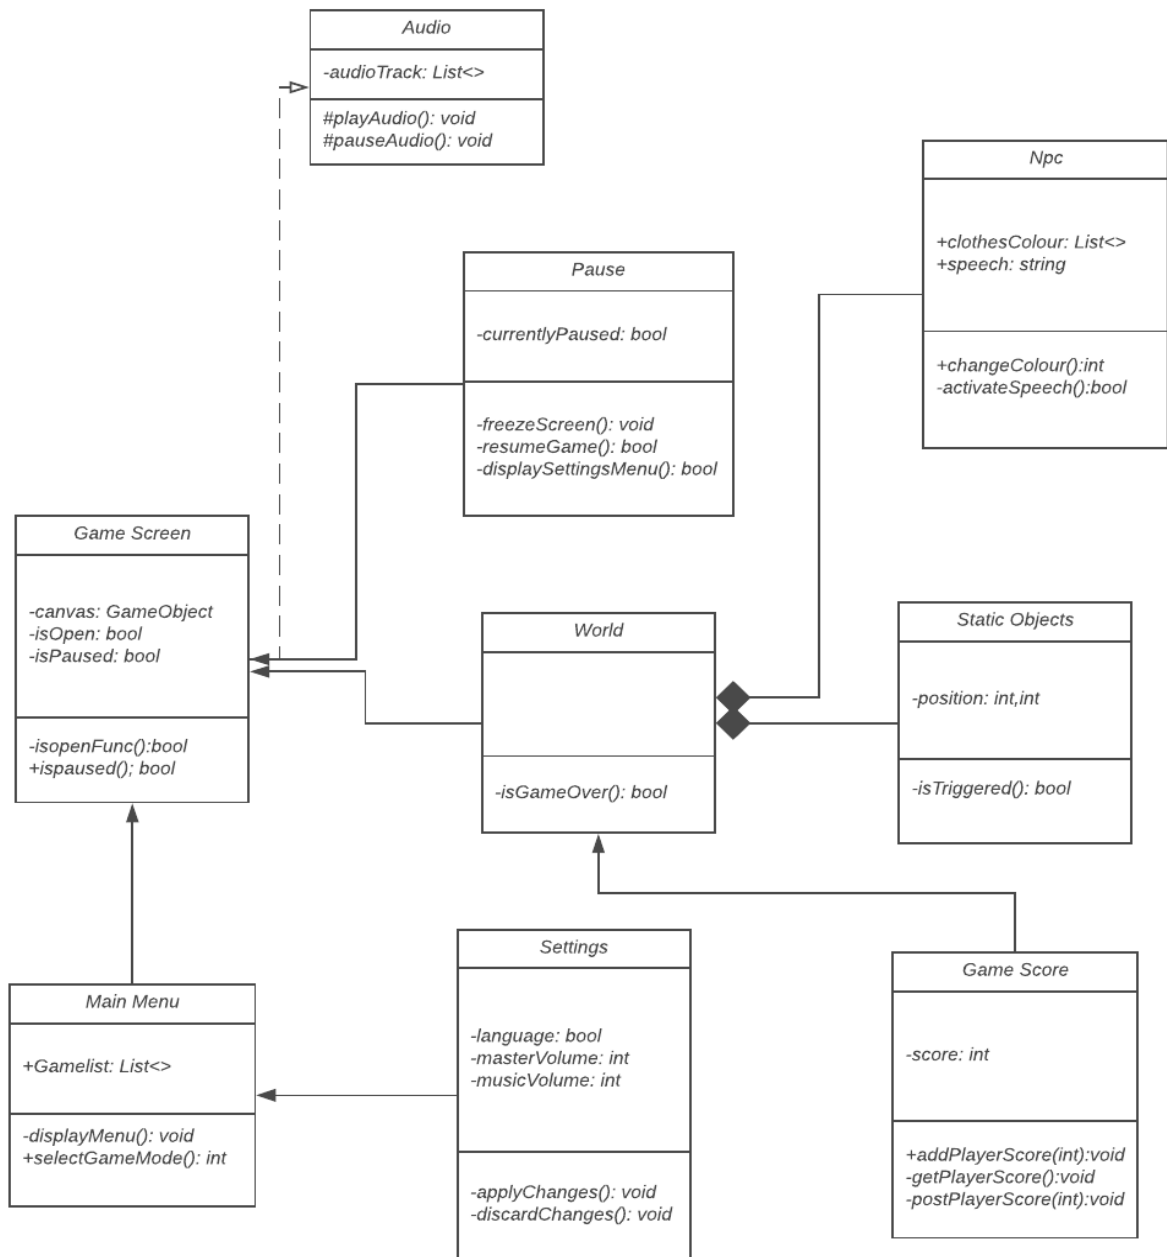 Audio
-audioTrack: List<>
#playAudio(): void
#pauseAudio(): void
Npc
+clothesColour: List<>
+speech: string
+changeColour():int
-activateSpeech():bool
Pause
-currentlyPaused: bool
-freezeScreen(): void
-resumeGame(): bool
-displaySettingsMenu(): bool
Game Screen
-canvas: GameObject
-isOpen: bool
-isPaused: bool
-isopenFunc():bool
+ispaused(); bool
World
-isGameOver(): bool
Static Objects
-position: int,int
-isTriggered(): bool
Main Menu
+Gamelist: List<>
-displayMenu(): void
+selectGameMode(): int
Settings
-language: bool
-masterVolume: int
-musicVolume: int
-applyChanges(): void
-discardChanges(): void
Game Score
-score: int
+addPlayerScore(int):void
-getPlayerScore():void
-postPlayerScore(int):void